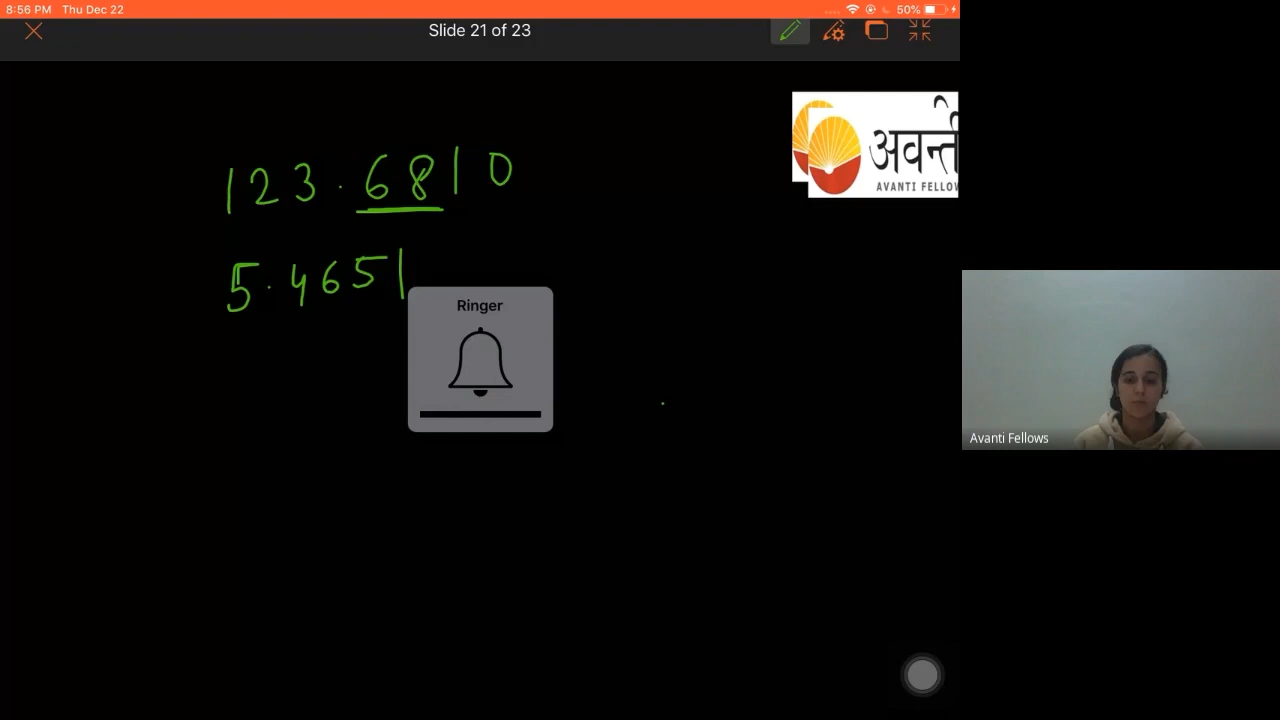 8:56 PM Thu Dec 22 50%
Slide 21 of 23
अवन्ती
AVANTI FELLOW
123.6810
5.4651
Ringer
Avanti Fellows